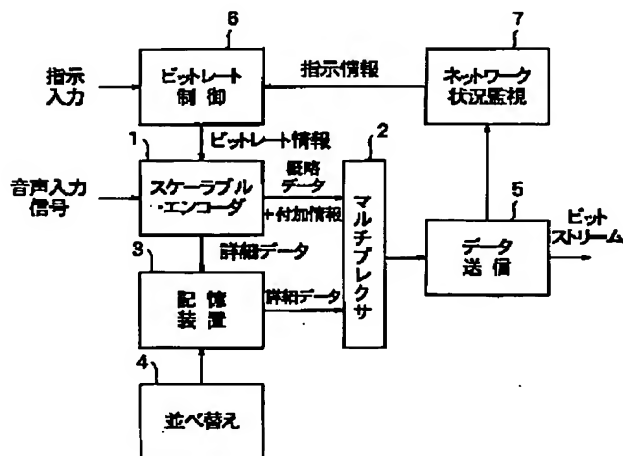 6
7
指示
入力
ビットレート
制御
指示情報
ネットワーク
状況監視
ビットレート情報
1
2
音声入力
信号
スケーラブル
・エンコーダ
概略
データ
+付加情報
マルチプレクサ
5
データ
送信
ビット
ストリーム
詳細データ
3
記憶
装置
詳細データ
4
並べ替え